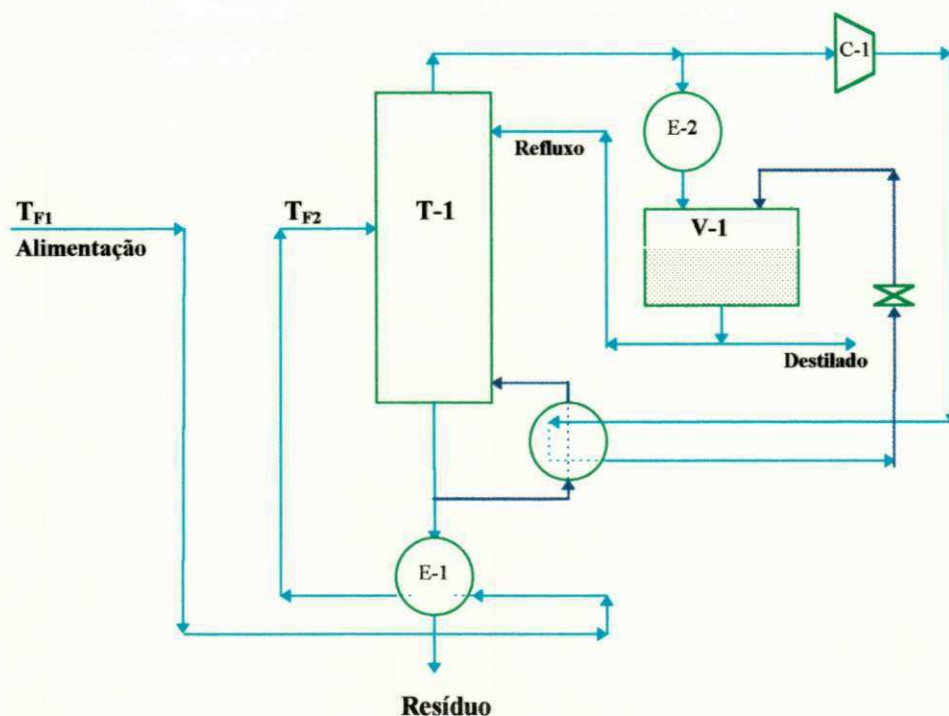 C-1
E-2
Refluxo
T-1
T_F1
T_F2
Alimentação
V-1
Destilado
E-1
Resíduo